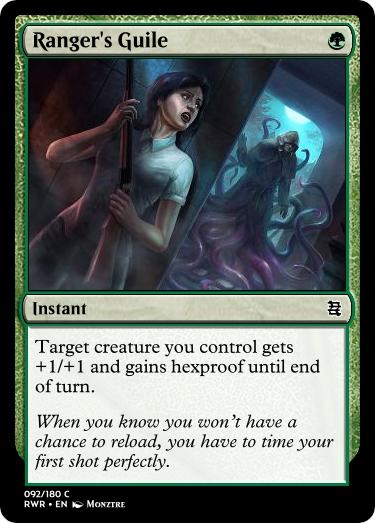 Ranger's Guile
Instant
Target creature you control gets
+1/+1 and gains hexproof until end
of turn.
When you know you won't have a
chance to reload, you have to time your
first shot perfectly.
092/180 C
RWR • EN Monztre